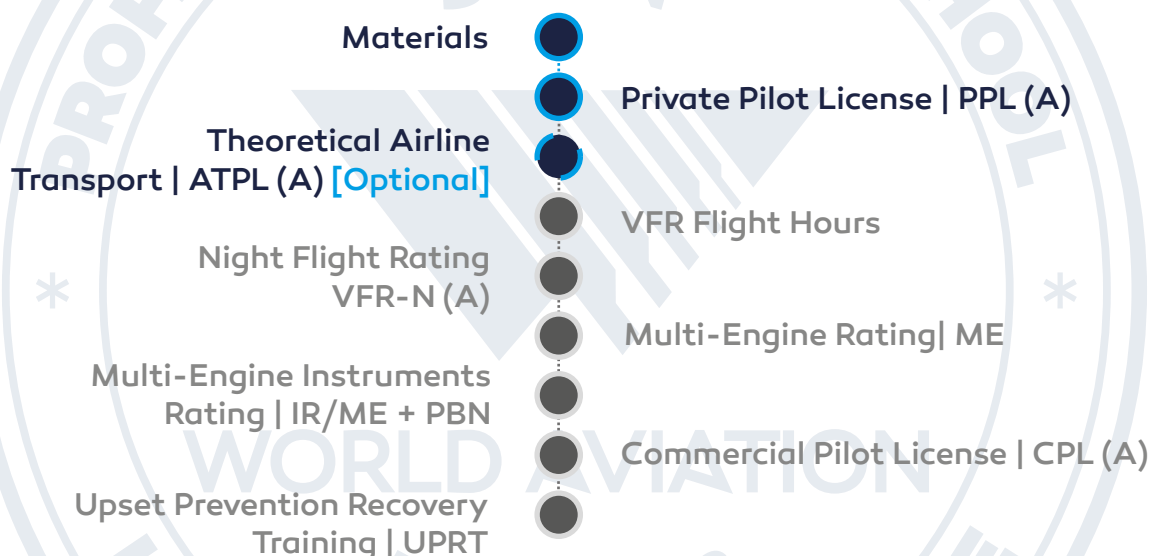 Materials
Private Pilot License | PPL (A)
Theoretical Airline
Transport | ATPL (A) [Optional]
VFR Flight Hours
Night Flight Rating
VFR-N (A)
Multi-Engine Rating| ME
Multi-Engine Instruments
Rating | IR/ME + PBN
Commercial Pilot License | CPL (A)
Upset Prevention Recovery
Training | UPRT
WORLD AVIATION